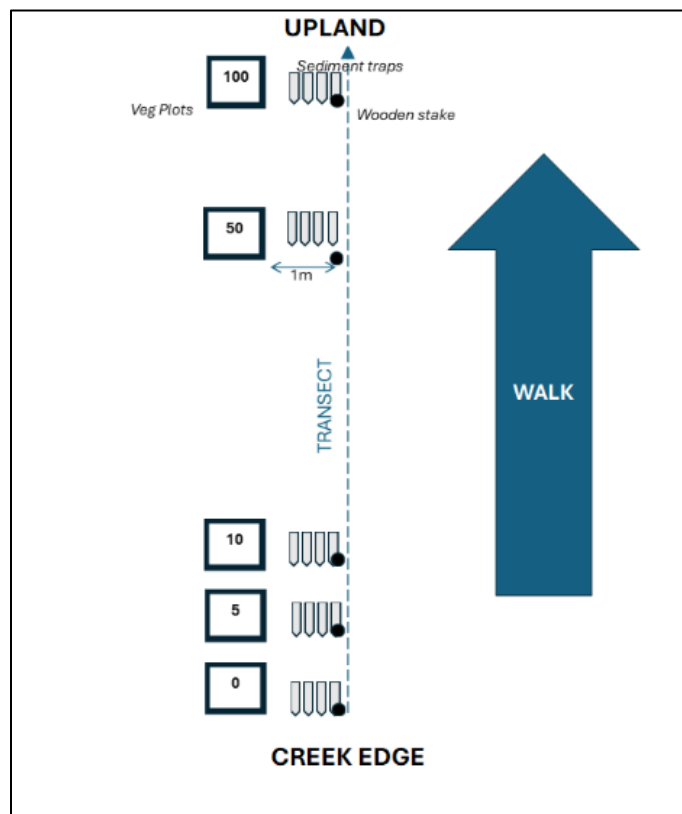 UPLAND
Sediment traps
100
Veg Plots
Wooden stake
50
1m
TRANSECT
WALK
10
5
0
CREEK EDGE